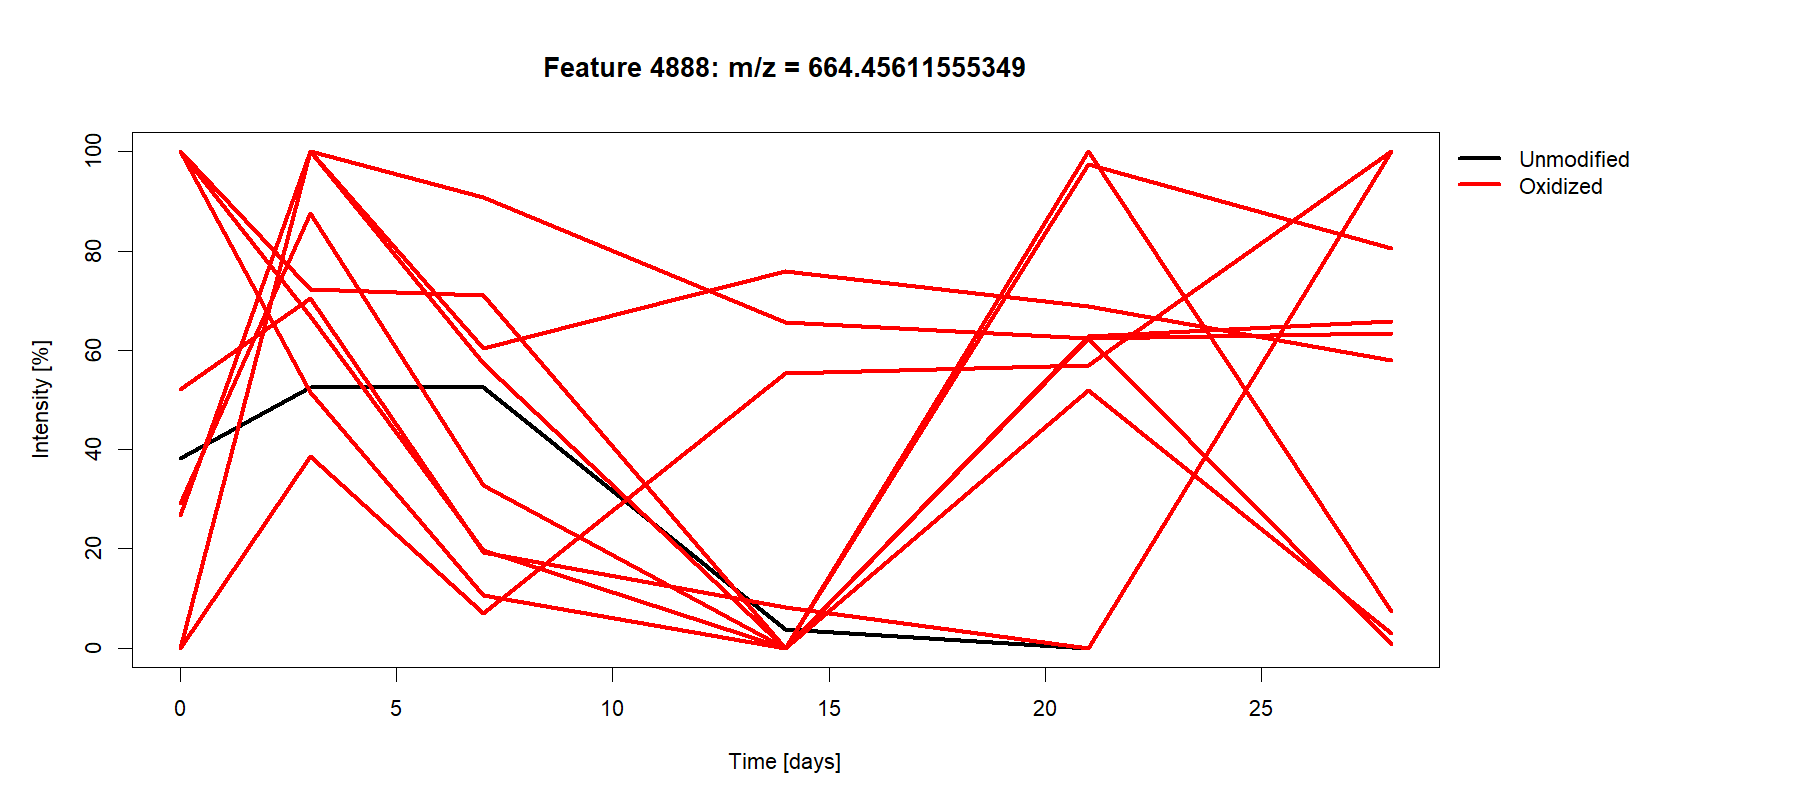 Feature 4888: m/z = 664.45611555349
Unmodified
Oxidized
Intensity [%]
100
80
60
40
20
0
0 5 10 15 20 25
Time [days]